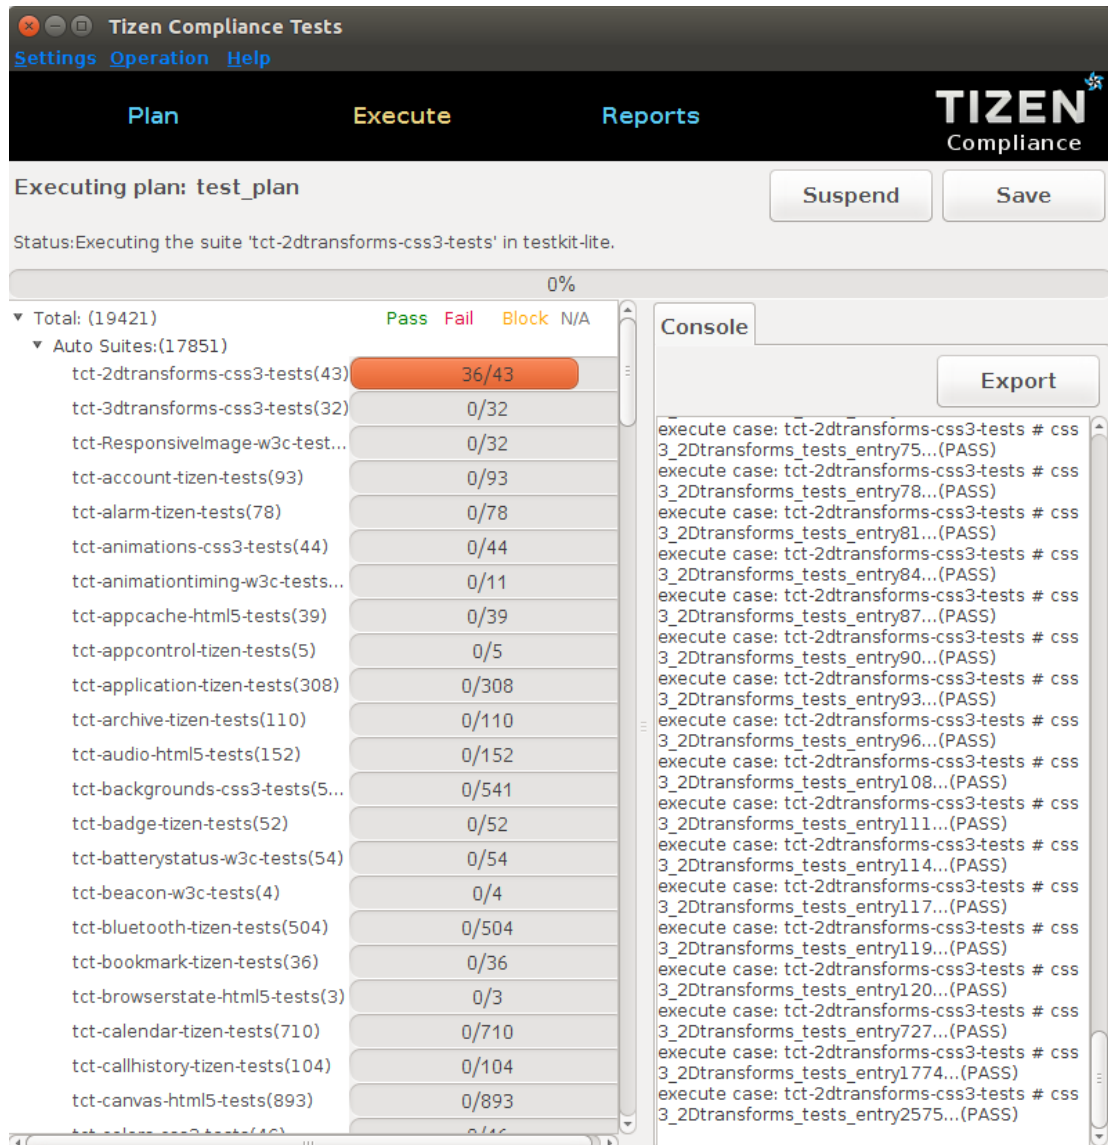 Tizen Compliance Tests
Settings Operation Help
Plan Execute Reports
TIZEN
Compliance
Executing plan: test_plan
Suspend Save
Status:Executing the suite 'tct-2dtransforms-css3-tests' in testkit-lite.
0%
Total: (19421) Pass Fail Block N/A
Auto Suites:(17851)
tct-2dtransforms-css3-tests(43) 36/43
tct-3dtransforms-css3-tests(32) 0/32
tct-ResponsiveImage-w3c-test... 0/32
tct-account-tizen-tests(93) 0/93
tct-alarm-tizen-tests(78) 0/78
tct-animations-css3-tests(44) 0/44
tct-animationtiming-w3c-tests... 0/11
tct-appcache-html5-tests(39) 0/39
tct-appcontrol-tizen-tests(5) 0/5
tct-application-tizen-tests(308) 0/308
tct-archive-tizen-tests(110) 0/110
tct-audio-html5-tests(152) 0/152
tct-backgrounds-css3-tests(5... 0/541
tct-badge-tizen-tests(52) 0/52
tct-batterystatus-w3c-tests(54) 0/54
tct-beacon-w3c-tests(4) 0/4
tct-bluetooth-tizen-tests(504) 0/504
tct-bookmark-tizen-tests(36) 0/36
tct-browserstate-html5-tests(3) 0/3
tct-calendar-tizen-tests(710) 0/710
tct-callhistory-tizen-tests(104) 0/104
tct-canvas-html5-tests(893) 0/893
Console
Export
execute case: tct-2dtransforms-css3-tests # css
3_2Dtransforms_tests_entry75...(PASS)
execute case: tct-2dtransforms-css3-tests # css
3_2Dtransforms_tests_entry78...(PASS)
execute case: tct-2dtransforms-css3-tests # css
3_2Dtransforms_tests_entry81...(PASS)
execute case: tct-2dtransforms-css3-tests # css
3_2Dtransforms_tests_entry84...(PASS)
execute case: tct-2dtransforms-css3-tests # css
3_2Dtransforms_tests_entry87...(PASS)
execute case: tct-2dtransforms-css3-tests # css
3_2Dtransforms_tests_entry90...(PASS)
execute case: tct-2dtransforms-css3-tests # css
3_2Dtransforms_tests_entry93...(PASS)
execute case: tct-2dtransforms-css3-tests # css
3_2Dtransforms_tests_entry96...(PASS)
execute case: tct-2dtransforms-css3-tests # css
3_2Dtransforms_tests_entry108...(PASS)
execute case: tct-2dtransforms-css3-tests # css
3_2Dtransforms_tests_entry111...(PASS)
execute case: tct-2dtransforms-css3-tests # css
3_2Dtransforms_tests_entry114...(PASS)
execute case: tct-2dtransforms-css3-tests # css
3_2Dtransforms_tests_entry117...(PASS)
execute case: tct-2dtransforms-css3-tests # css
3_2Dtransforms_tests_entry119...(PASS)
execute case: tct-2dtransforms-css3-tests # css
3_2Dtransforms_tests_entry120...(PASS)
execute case: tct-2dtransforms-css3-tests # css
3_2Dtransforms_tests_entry727...(PASS)
execute case: tct-2dtransforms-css3-tests # css
3_2Dtransforms_tests_entry1774...(PASS)
execute case: tct-2dtransforms-css3-tests # css
3_2Dtransforms_tests_entry2575...(PASS)